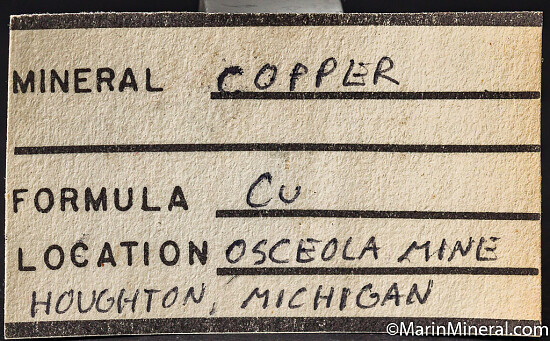 MINERAL COPPER
FORMULA Cu
LOCATION OSCEOLA MINE
HOUGHTON, MICHIGAN
©MarinMineral.com